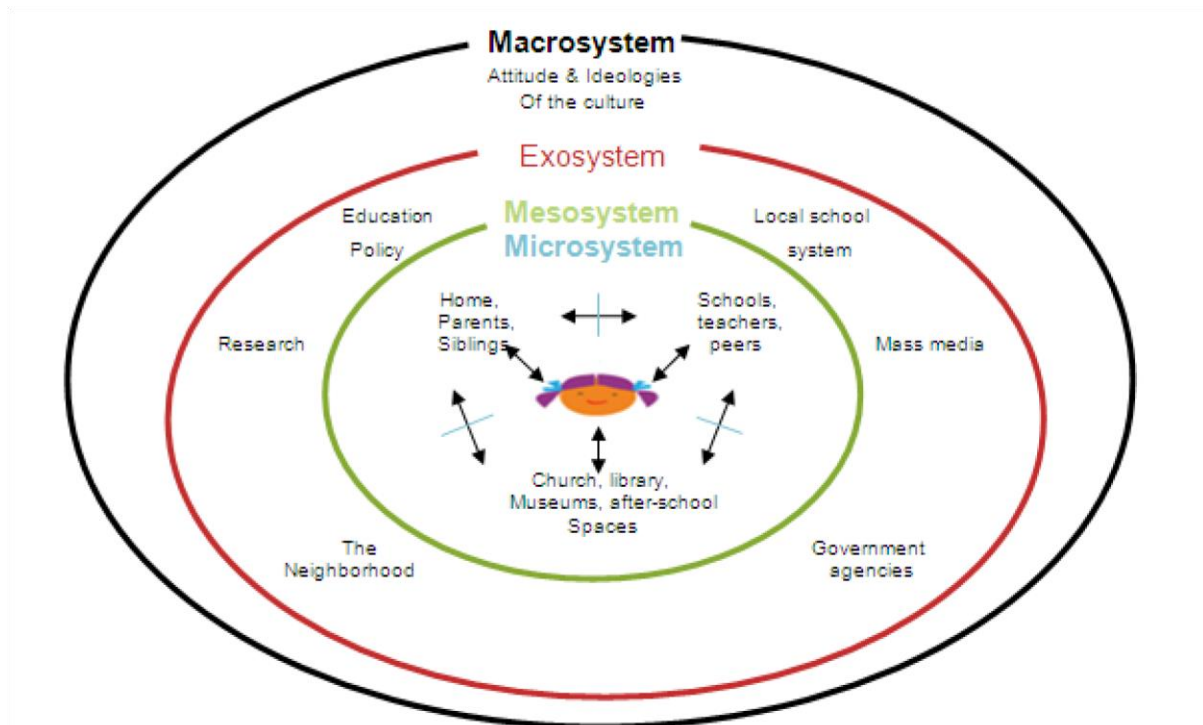 Macrosystem
Attitude & Ideologies
Of the culture
Exosystem
Education
Policy
Mesosystem
Microsystem
Local school
system
Home,
Parents,
Siblings
Schools,
teachers,
peers
Research
Mass media
Church, library,
Museums, after-school
Spaces
The
Neighborhood
Government
agencies